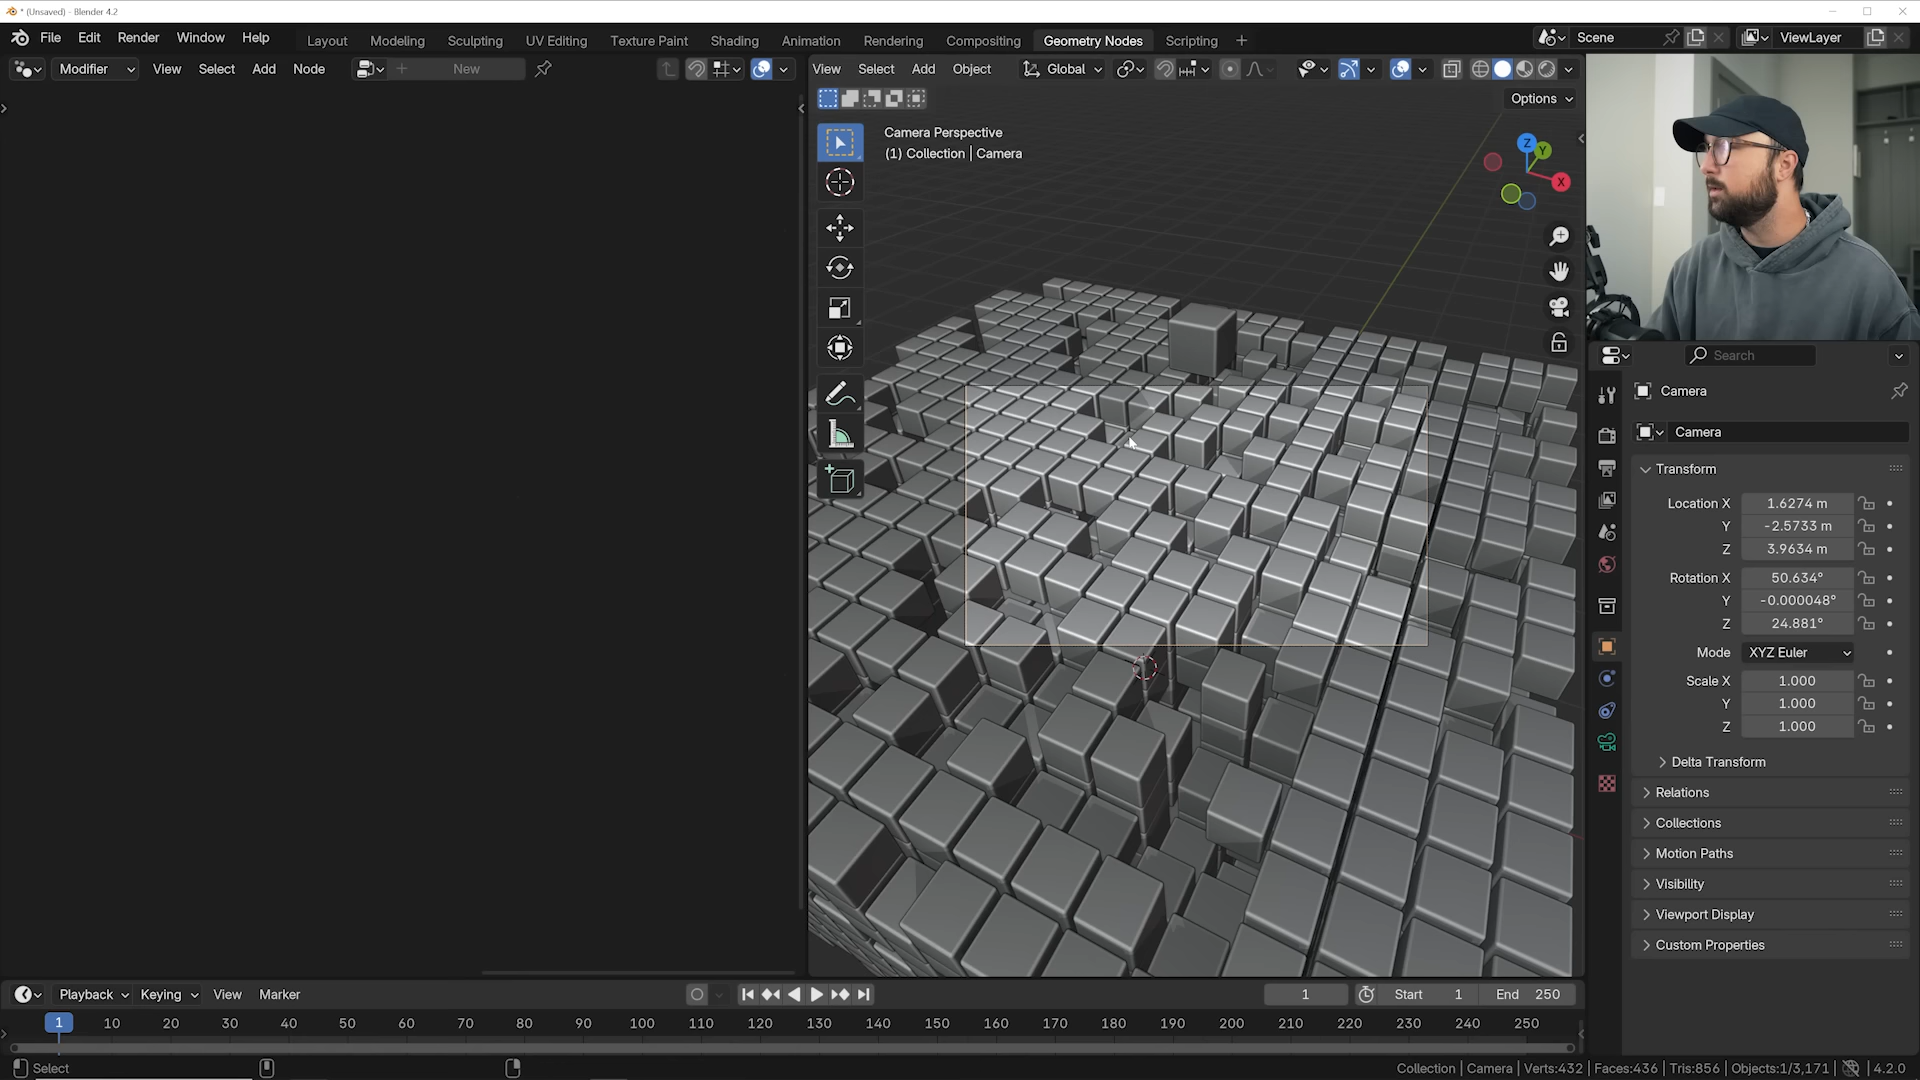 * (Unsaved) - Blender 4.2
File Edit Render Window Help
Layout Modeling Sculpting UV Editing Texture Paint Shading Animation Rendering Compositing Geometry Nodes Scripting +
Scene
ViewLayer
Modifier View Select Add Node
New
View Select Add Object
Global
Options
Camera Perspective
(1) Collection | Camera
Z
Y
X
Search
Camera
Camera
Transform
Location X 1.6274 m
Y -2.5733 m
Z 3.9634 m
Rotation X 50.634°
Y -0.000048°
Z 24.881°
Mode XYZ Euler
Scale X 1.000
Y 1.000
Z 1.000
Delta Transform
Relations
Collections
Motion Paths
Visibility
Viewport Display
Custom Properties
Playback Keying View Marker
1
Start 1
End 250
1 10 20 30 40 50 60 70 80 90 100 110 120 130 140 150 160 170 180 190 200 210 220 230 240 250
Select
Collection | Camera | Verts:432 | Faces:436 | Tris:856 | Objects:1/3,171 | 4.2.0